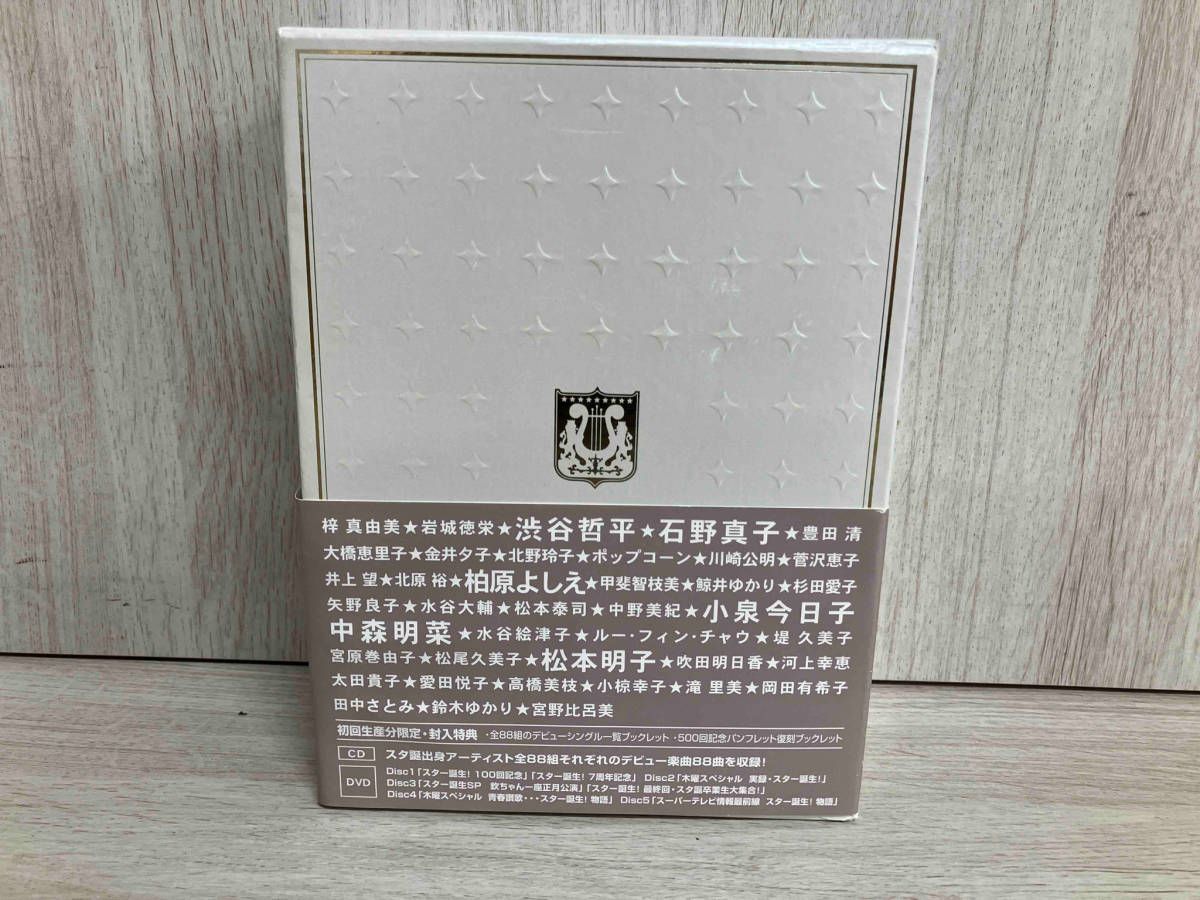 梓 真由美★岩城徳栄★渋谷哲平★石野真子★豊田 清
大橋恵里子★金井夕子★北野玲子★ポップコーン★川崎公明★菅沢恵子
井上 望★北原 裕★柏原よしえ★甲斐智枝美★鯨井ゆかり★杉田愛子
矢野良子★水谷大輔★松本泰司★中野美紀★小泉今日子
中森明菜★水谷絵津子★ルー・フィン・チャウ★堤 久美子
宮原巻由子★松尾久美子★松本明子★吹田明日香★河上幸恵
太田貴子★愛田悦子★高橋美枝★小椋幸子★滝 里美★岡田有希子
田中さとみ★鈴木ゆかり★宮野比呂美
初回生産分限定・封入特典 ・全88組のデビューシングル一覧ブックレット ・500回記念パンフレット復刻ブックレット
CD スタ誕出身アーティスト全88組それぞれのデビュー楽曲88曲を収録!
DVD Disc1「スター誕生! 100回記念」「スター誕生! 7周年記念」 Disc2「木曜スペシャル 実録・スター誕生!」
Disc3「スター誕生SP 欽ちゃん一座正月公演」「スター誕生! 最終回・スタ誕卒業生大集合!」
Disc4「木曜スペシャル 青春讃歌・・・スター誕生! 物語」 Disc5「スーパーテレビ情報最前線 スター誕生! 物語」